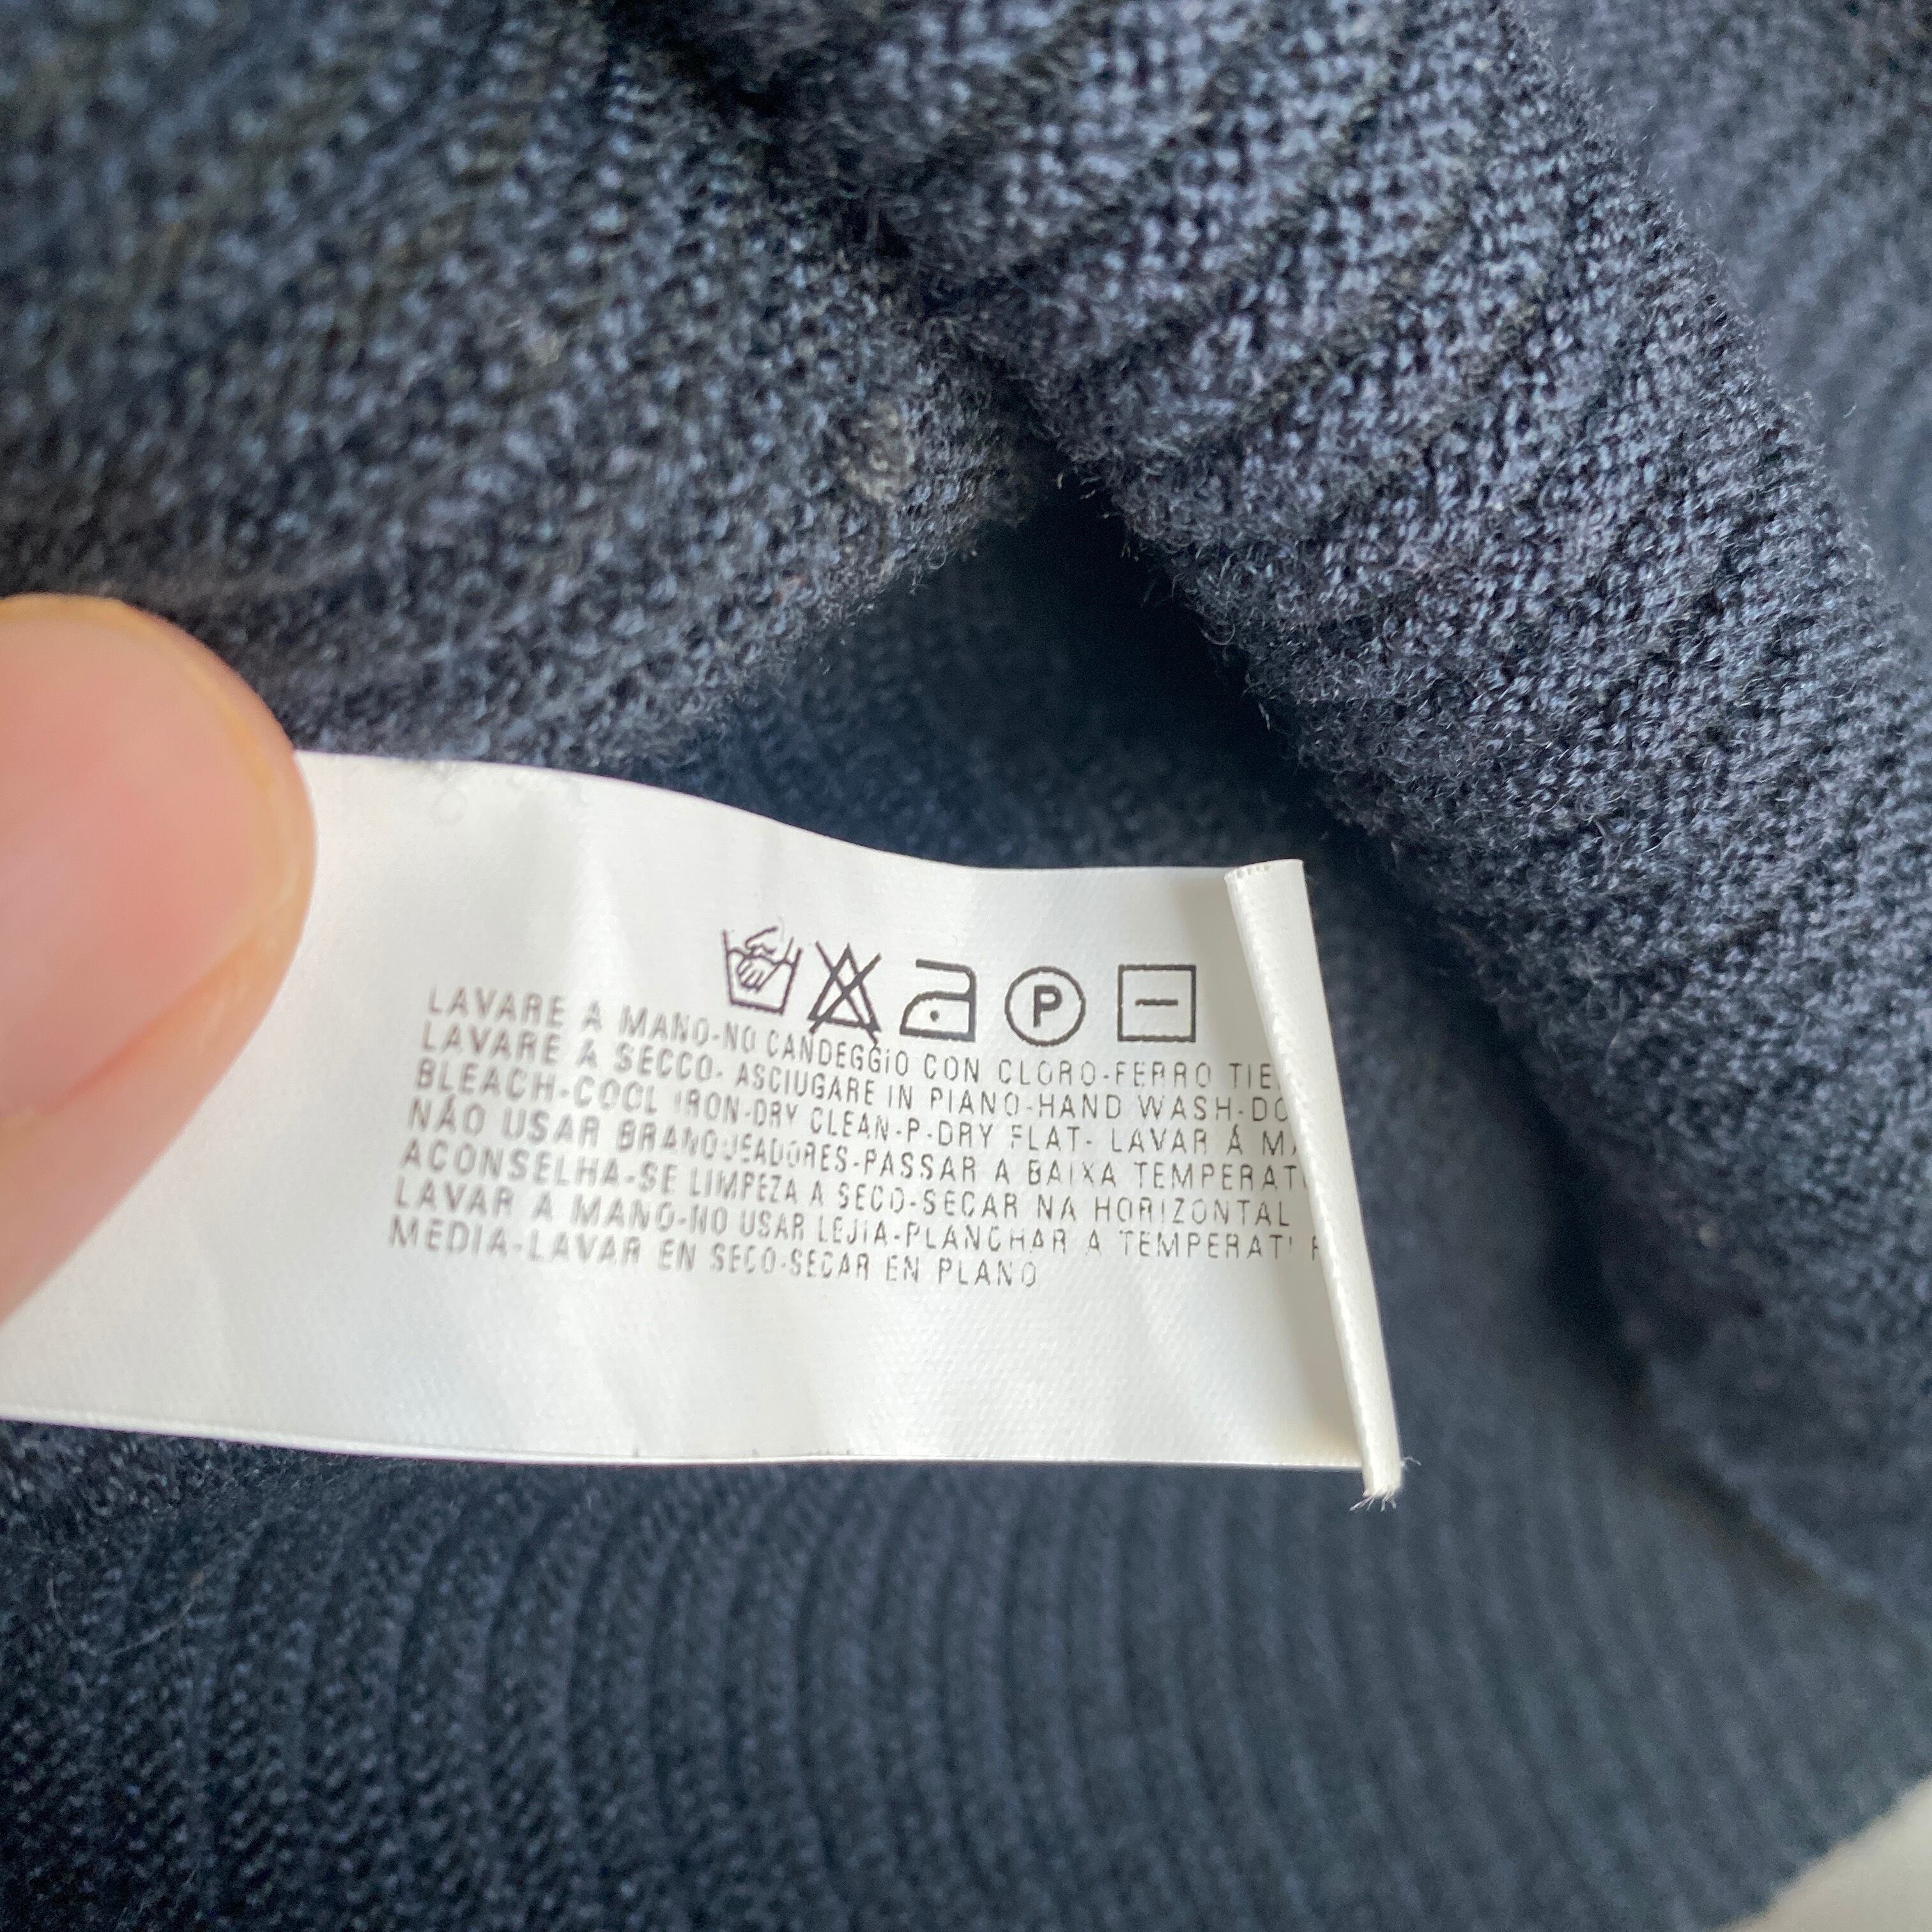 P
LAVARE A MANO-NO CANDEGGIO CON CLORO-FERRO TIE
LAVARE A SECCO- ASCIUGARE IN PIANO-HAND WASH-DO
BLEACH-COOL IRON-DRY CLEAN-P-DRY FLAT- LAVAR Á MA
NÃO USAR BRANQUEADORES-PASSAR A BAIXA TEMPERAT
ACONSELHA-SE LIMPEZA A SECO-SECAR NA HORIZONTAL
LAVAR A MANO-NO USAR LEJIA-PLANCHAR A TEMPERAT
MEDIA-LAVAR EN SECO-SECAR EN PLANO